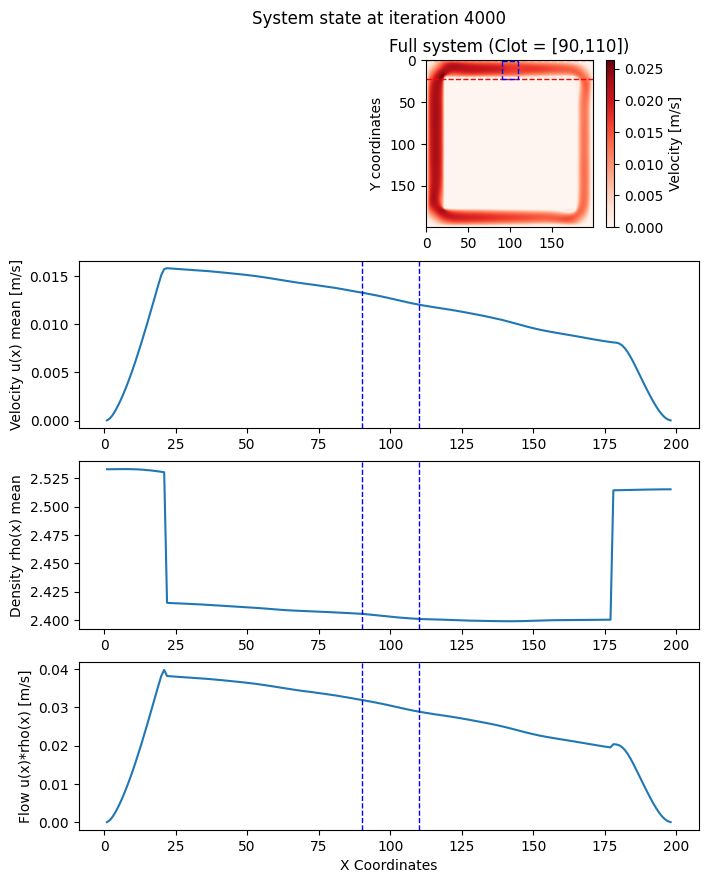 System state at iteration 4000
Full system (Clot = [90,110])
0
50
100
150
Y coordinates
0 50 100 150
0.025
0.020
0.015
0.010
0.005
0.000
Velocity [m/s]
0.015
0.010
0.005
0.000
Velocity u(x) mean [m/s]
0 25 50 75 100 125 150 175 200
2.525
2.500
2.475
2.450
2.425
2.400
Density rho(x) mean
0 25 50 75 100 125 150 175 200
0.04
0.03
0.02
0.01
0.00
Flow u(x)*rho(x) [m/s]
0 25 50 75 100 125 150 175 200
X Coordinates